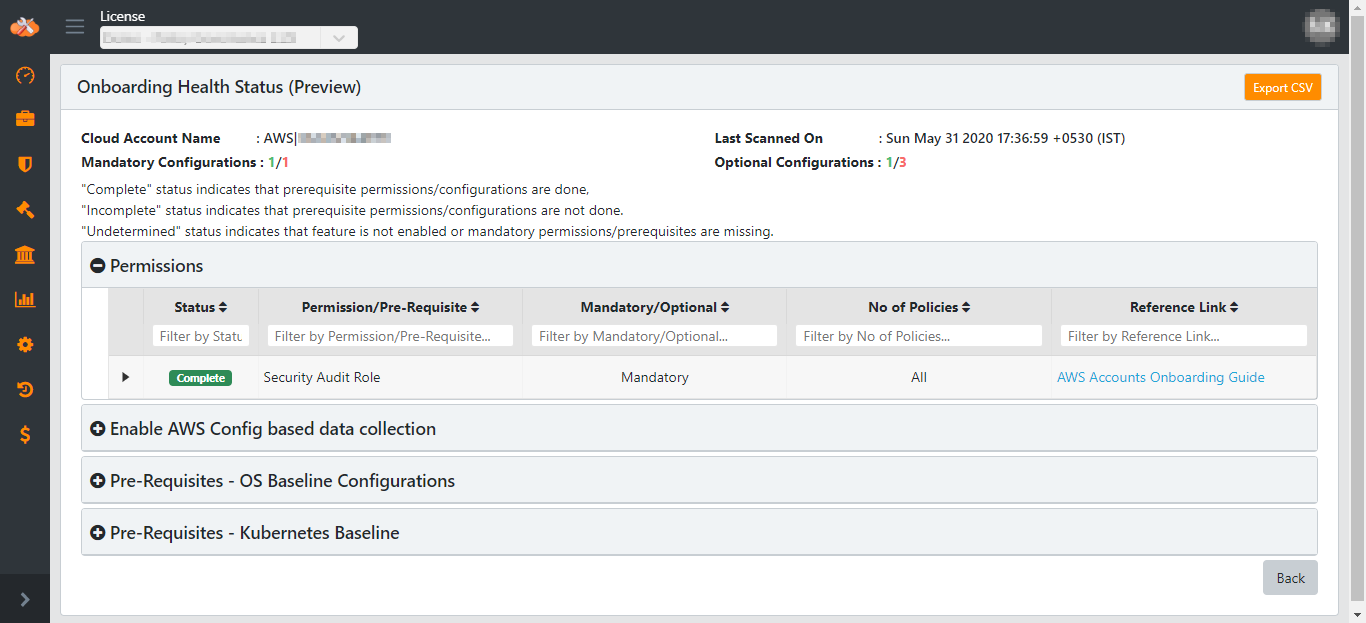 License
Onboarding Health Status (Preview)
Export CSV
Cloud Account Name : AWS|
Last Scanned On : Sun May 31 2020 17:36:59 +0530 (IST)
Mandatory Configurations : 1/1
Optional Configurations : 1/3
"Complete" status indicates that prerequisite permissions/configurations are done,
"Incomplete" status indicates that prerequisite permissions/configurations are not done.
"Undetermined" status indicates that feature is not enabled or mandatory permissions/prerequisites are missing.
Permissions
Status Permission/Pre-Requisite Mandatory/Optional No of Policies Reference Link
Filter by Statu Filter by Permission/Pre-Requisite... Filter by Mandatory/Optional... Filter by No of Policies... Filter by Reference Link...
Complete Security Audit Role Mandatory All AWS Accounts Onboarding Guide
Enable AWS Config based data collection
Pre-Requisites - OS Baseline Configurations
Pre-Requisites - Kubernetes Baseline
Back